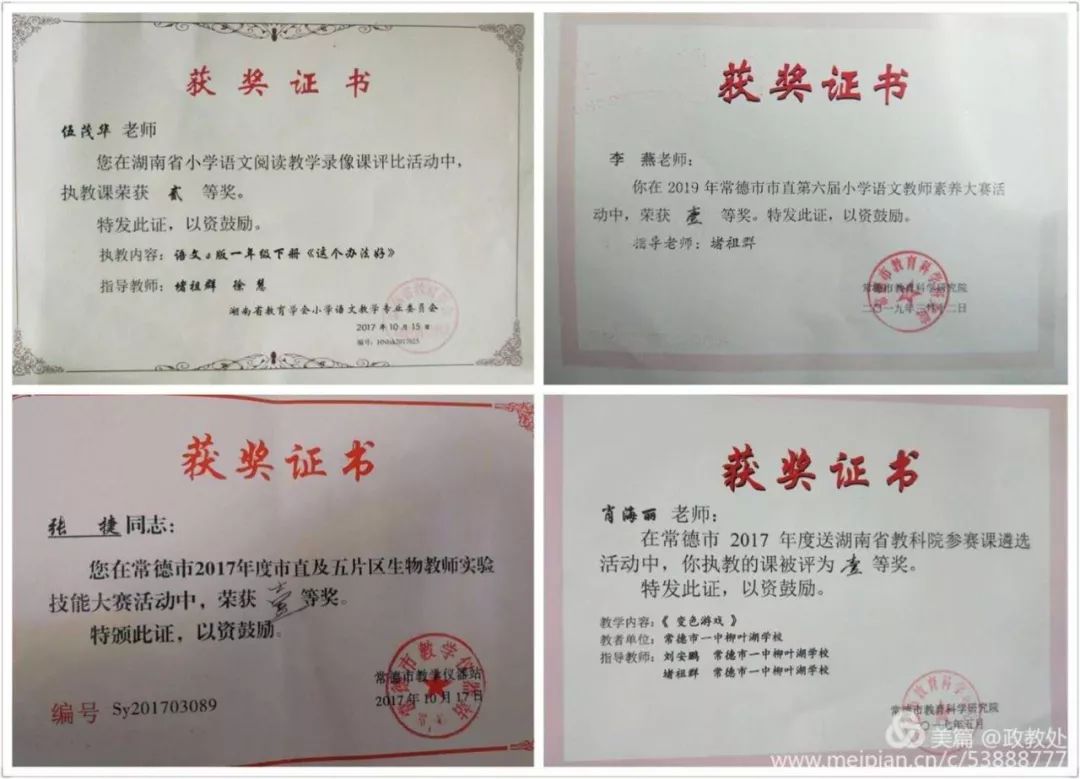 获奖证书
伍茂华 老师
您在湖南省小学语文阅读教学录像课评比活动中，
执教课荣获 贰 等奖。
特发此证，以资鼓励。
执教内容：语文S版一年级下册《这个办法好》
指导教师：堵祖群 徐慧
湖南省教育学会小学语文教学专业委员会
2017年10月15日
获奖证书
李 燕老师：
你在2019年常德市市直第六届小学语文教师素养大赛活
动中，荣获 壹 等奖。特发此证，以资鼓励。
指导老师：堵祖群
常德市教育科学研究院
获奖证书
张 捷同志：
您在常德市2017年度市直及五片区生物教师实验
技能大赛活动中，荣获 壹 等奖。
特颁此证，以资鼓励。
常德市教学仪器站
2017年10月17日
编号 Sy201703089
获奖证书
肖海丽 老师：
在常德市 2017 年度送湖南省教科院参赛课遴选
活动中，你执教的课被评为 壹 等奖。
特发此证，以资鼓励。
教学内容：《 变色游戏 》
教者单位：常德市一中柳叶湖学校
指导教师：刘安鹏 常德市一中柳叶湖学校
堵祖群 常德市一中柳叶湖学校
常德市教育科学研究院
二〇一七年五月
美篇 @政教处
www.meipian.cn/c/53888777